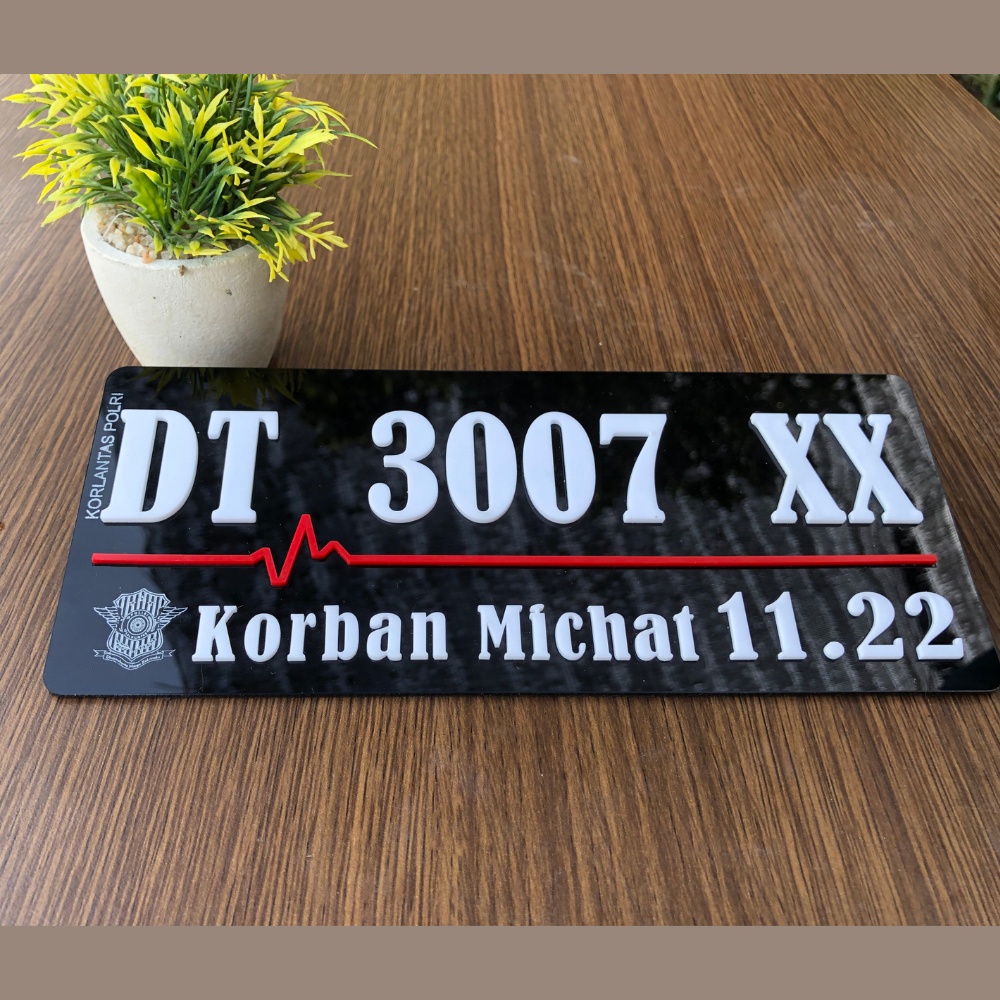 KORLANTAS POLRI
DT 3007 XX
Korban Michat 11.22